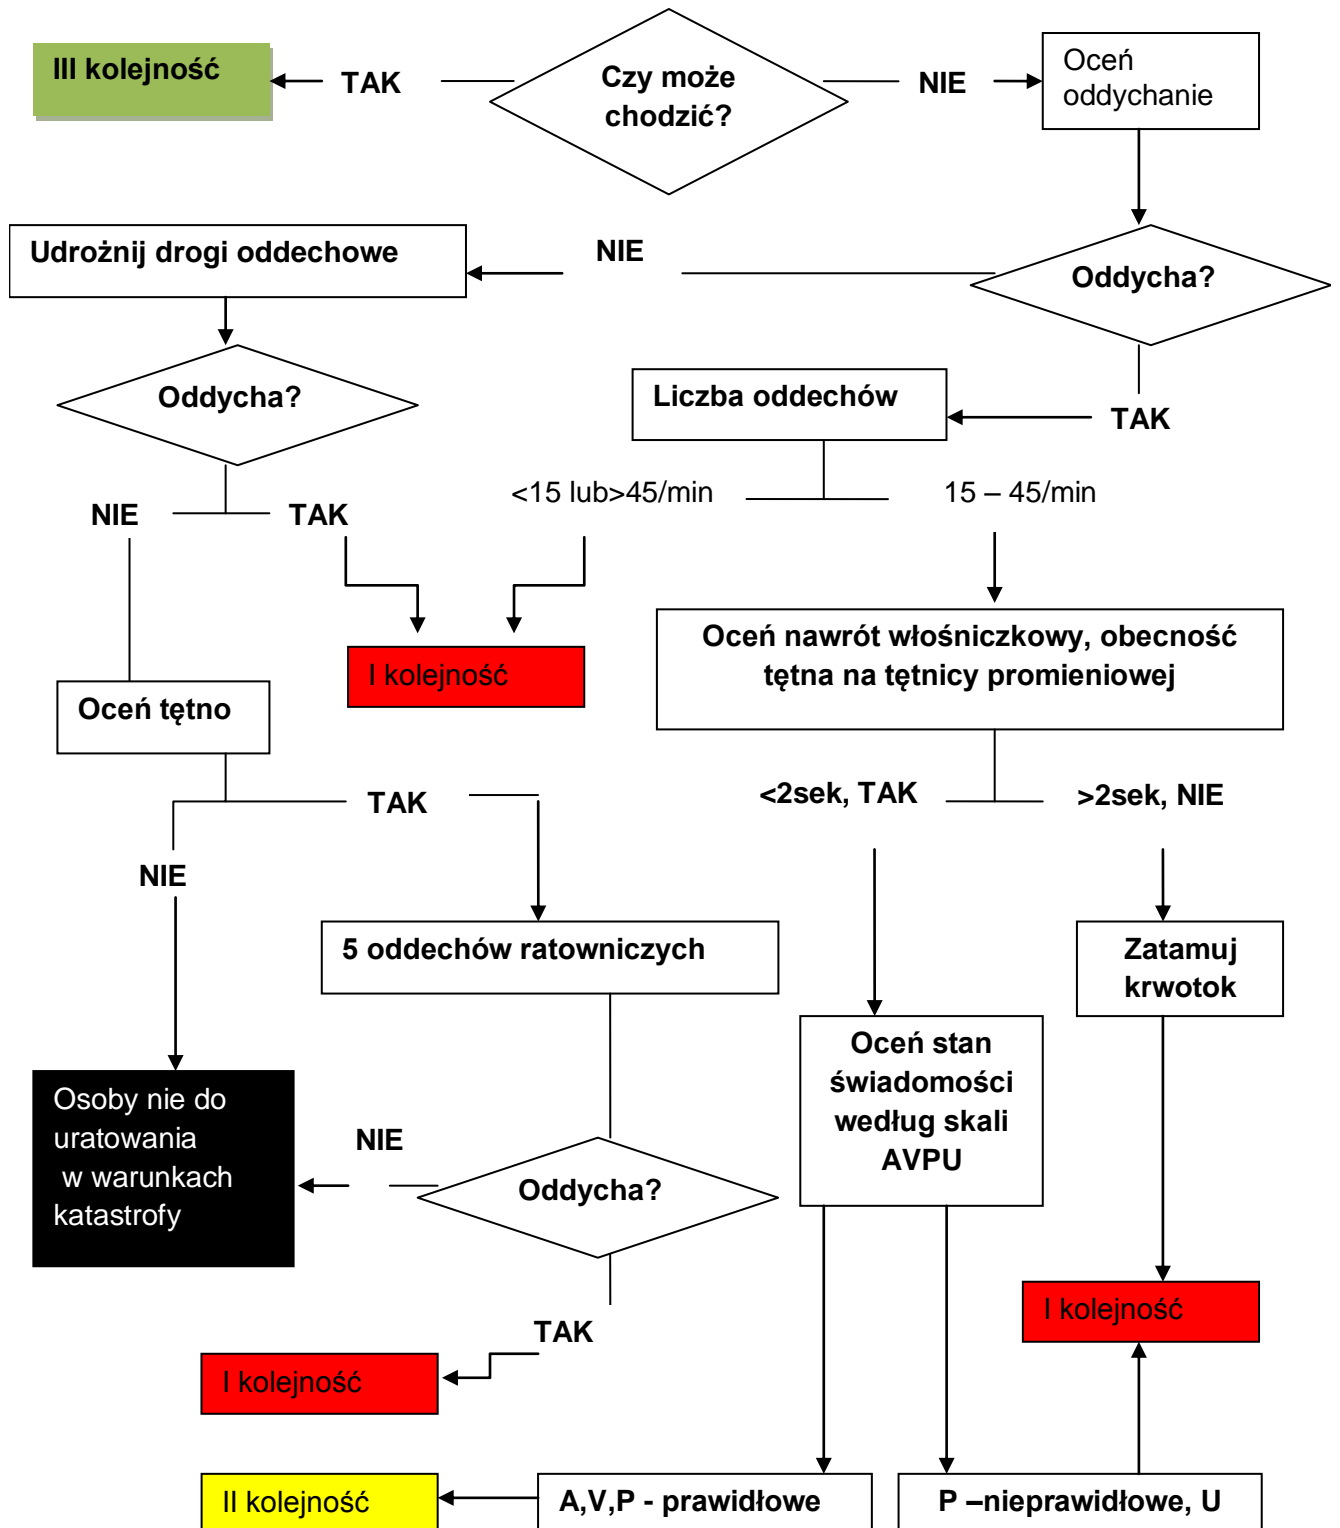 III kolejność
TAK
Czy może
chodzić?
NIE
Oceń
oddychanie
Udrożnij drogi oddechowe
NIE
Oddycha?
Oddycha?
Liczba oddechów
TAK
<15 lub>45/min
15 – 45/min
NIE
TAK
I kolejność
Oceń nawrót włośniczkowy, obecność
tętna na tętnicy promieniowej
Oceń tętno
TAK
<2sek, TAK
>2sek, NIE
NIE
5 oddechów ratowniczych
Zatamuj
krwotok
Oceń stan
świadomości
według skali
AVPU
Osoby nie do
uratowania
w warunkach
katastrofy
NIE
Oddycha?
I kolejność
TAK
I kolejność
II kolejność
A,V,P - prawidłowe
P –nieprawidłowe, U